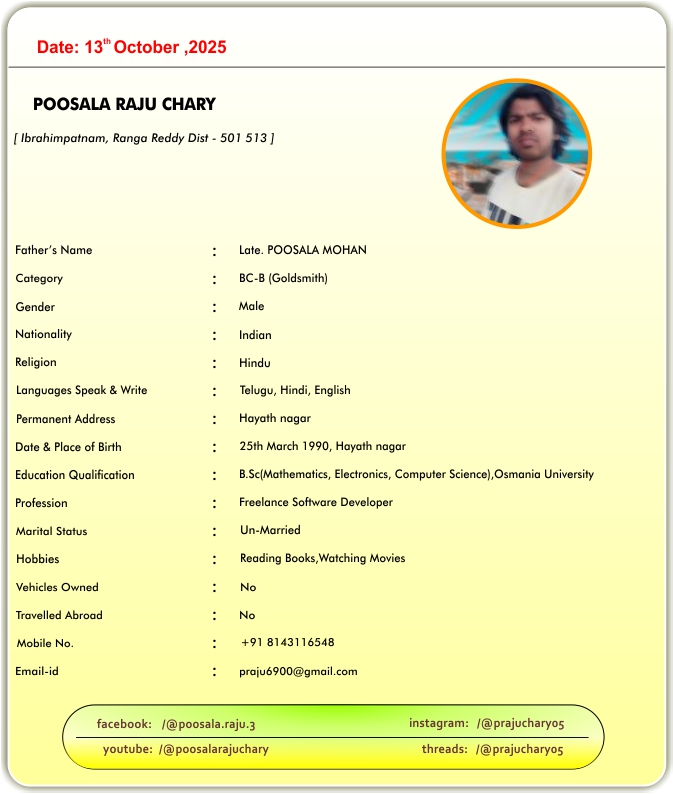 Date: 13th October ,2025
POOSALA RAJU CHARY
[ Ibrahimpatnam, Ranga Reddy Dist - 501 513 ]
Father's Name : Late. POOSALA MOHAN
Category : BC-B (Goldsmith)
Gender : Male
Nationality : Indian
Religion : Hindu
Languages Speak & Write : Telugu, Hindi, English
Permanent Address : Hayath nagar
Date & Place of Birth : 25th March 1990, Hayath nagar
Education Qualification : B.Sc(Mathematics, Electronics, Computer Science),Osmania University
Profession : Freelance Software Developer
Marital Status : Un-Married
Hobbies : Reading Books,Watching Movies
Vehicles Owned : No
Travelled Abroad : No
Mobile No. : +91 8143116548
Email-id : praju6900@gmail.com
facebook: /@poosala.raju.3 instagram: /@prajuchary05
youtube: /@poosalarajuchary threads: /@prajuchary05